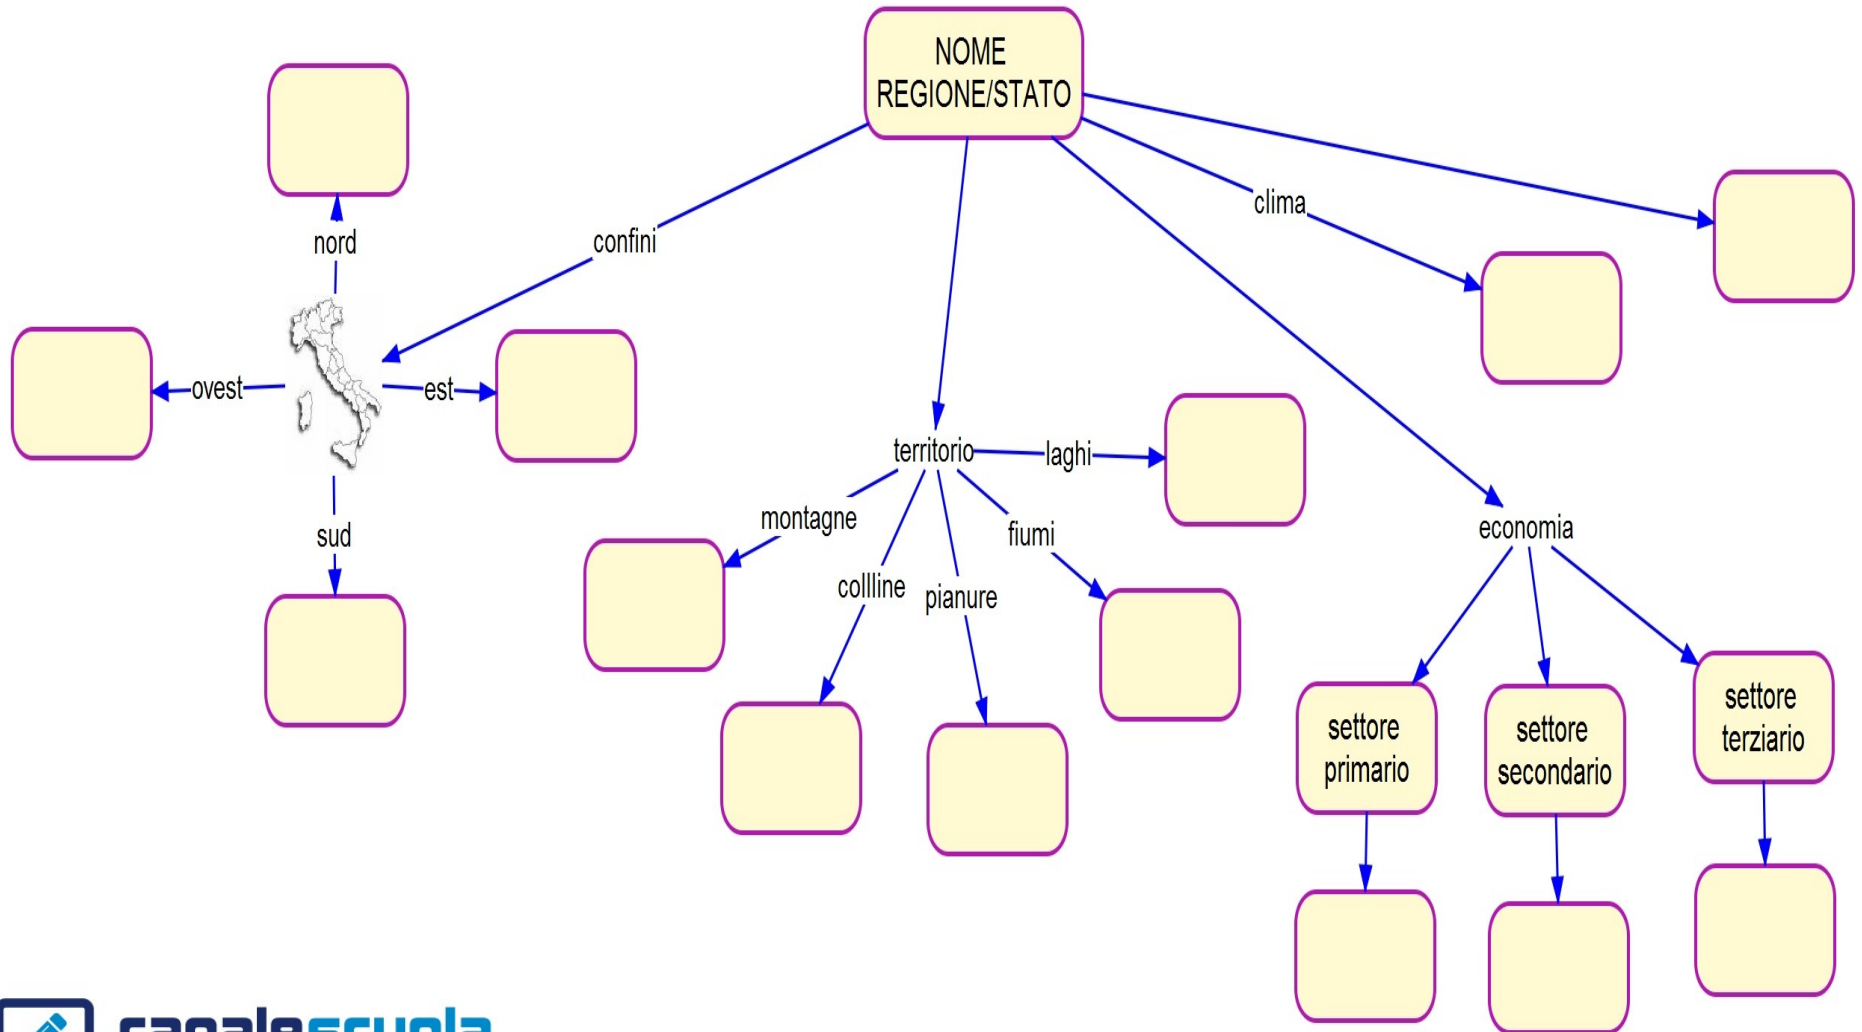 NOME
REGIONE/STATO
clima
nord
confini
ovest
est
territorio
laghi
montagne
fiumi
economia
sud
collline
pianure
settore
primario
settore
secondario
settore
terziario
canalescuola